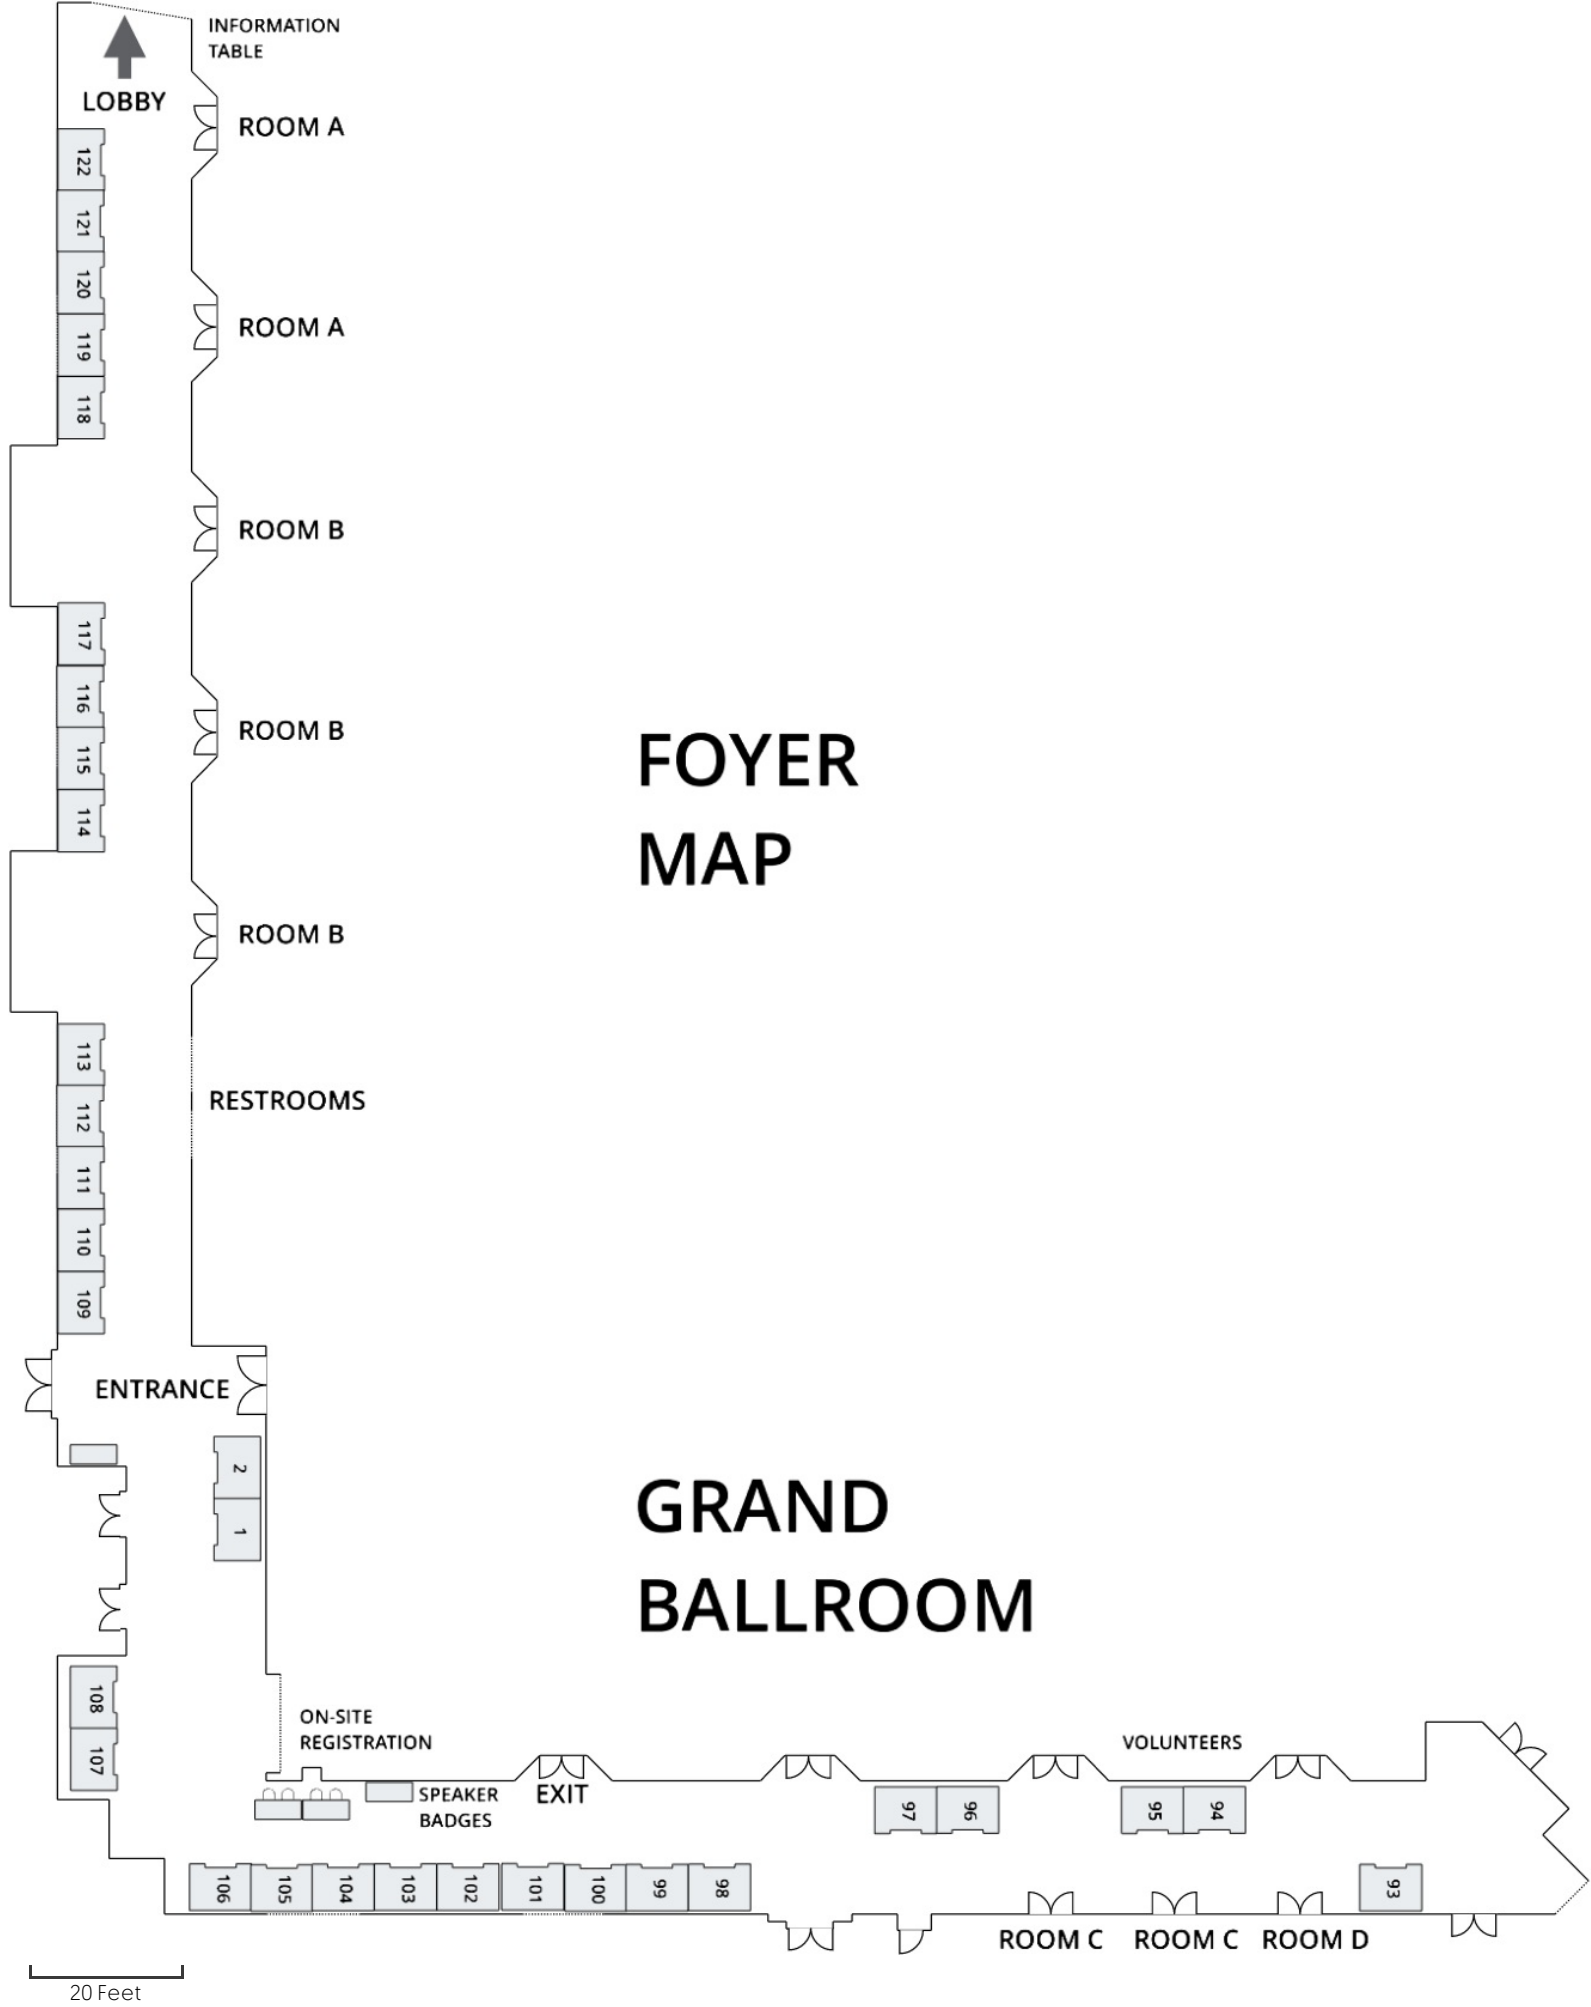 INFORMATION
TABLE
LOBBY
ROOM A
122
121
120
ROOM A
119
118
ROOM B
117
116
ROOM B
115
114
FOYER
MAP
ROOM B
113
RESTROOMS
112
111
110
109
ENTRANCE
2
1
GRAND
BALLROOM
108
107
ON-SITE
REGISTRATION
VOLUNTEERS
SPEAKER
BADGES
EXIT
97
96
95
94
106
105
104
103
102
101
100
99
98
93
ROOM C
ROOM C
ROOM D
20 Feet